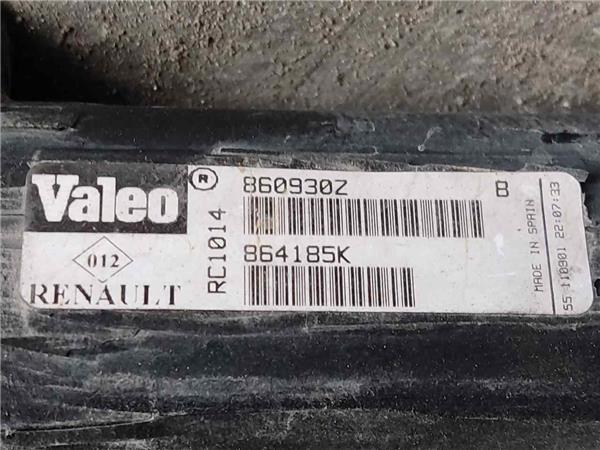 Valeo ®
012
RENAULT
RC1014
860930Z B
864185K
MADE IN SPAIN
55 110901 22:07:33